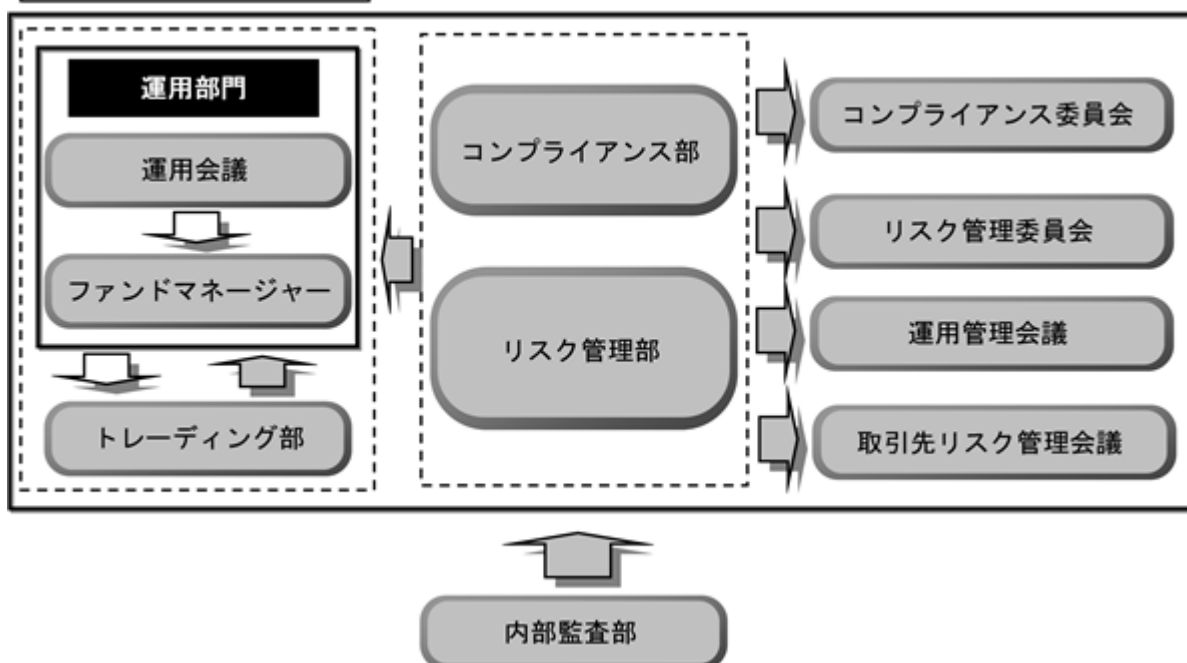 運用部門
運用会議
ファンドマネージャー
トレーディング部
コンプライアンス部
リスク管理部
コンプライアンス委員会
リスク管理委員会
運用管理会議
取引先リスク管理会議
内部監査部